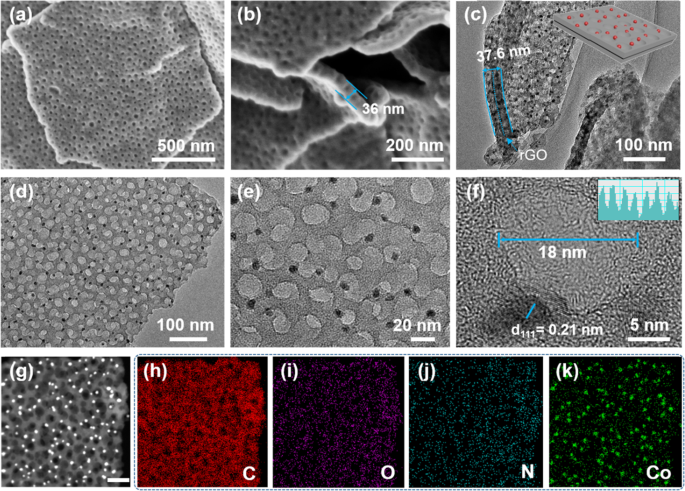 (a)
500 nm
(b)
36 nm
200 nm
(c)
37.6 nm
rGO
100 nm
(d)
100 nm
(e)
20 nm
(f)
18 nm
d111= 0.21 nm
5 nm
(g)
(h)
C
(i)
O
(j)
N
(k)
Co